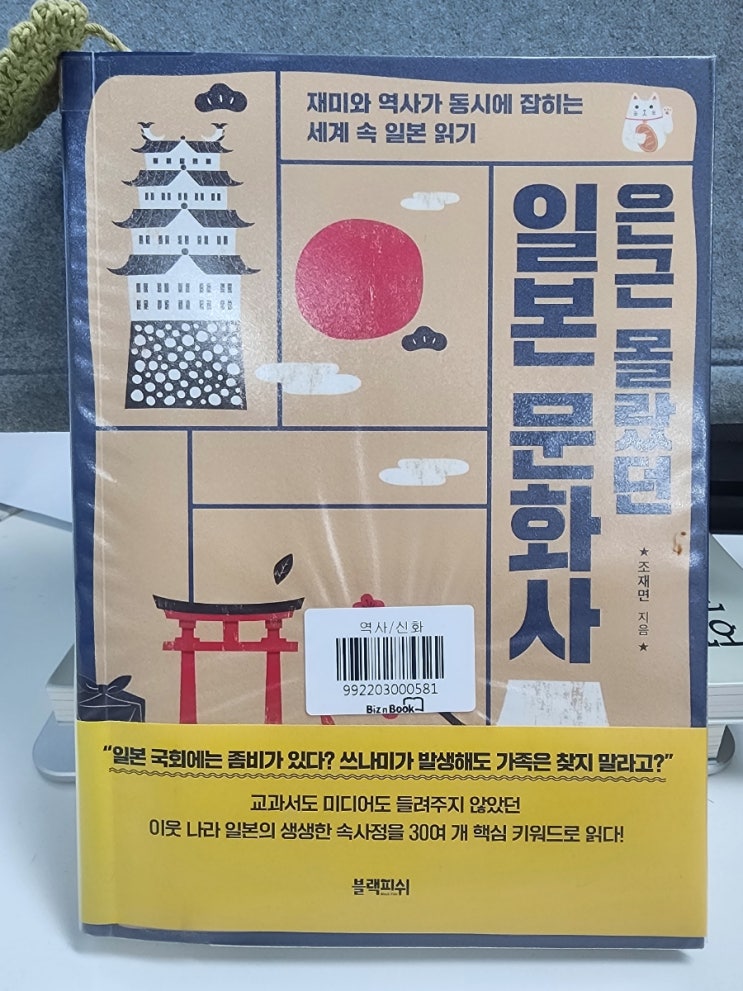 재미와 역사가 동시에 잡히는
세계 속 일본 읽기
은근 몰랐던
일본 문화사
★조재면 지음★
역사/신화
992203000581
Biz n Book
"일본 국회에는 좀비가 있다? 쓰나미가 발생해도 가족은 찾지 말라고?"
교과서도 미디어도 들려주지 않았던
이웃 나라 일본의 생생한 속사정을 30여 개 핵심 키워드로 읽다!
블랙피쉬